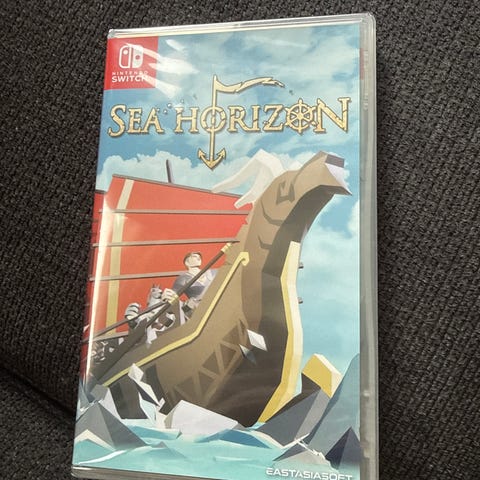 NINTENDO
SWITCH
SEA HORIZON
EASTASIASOFT